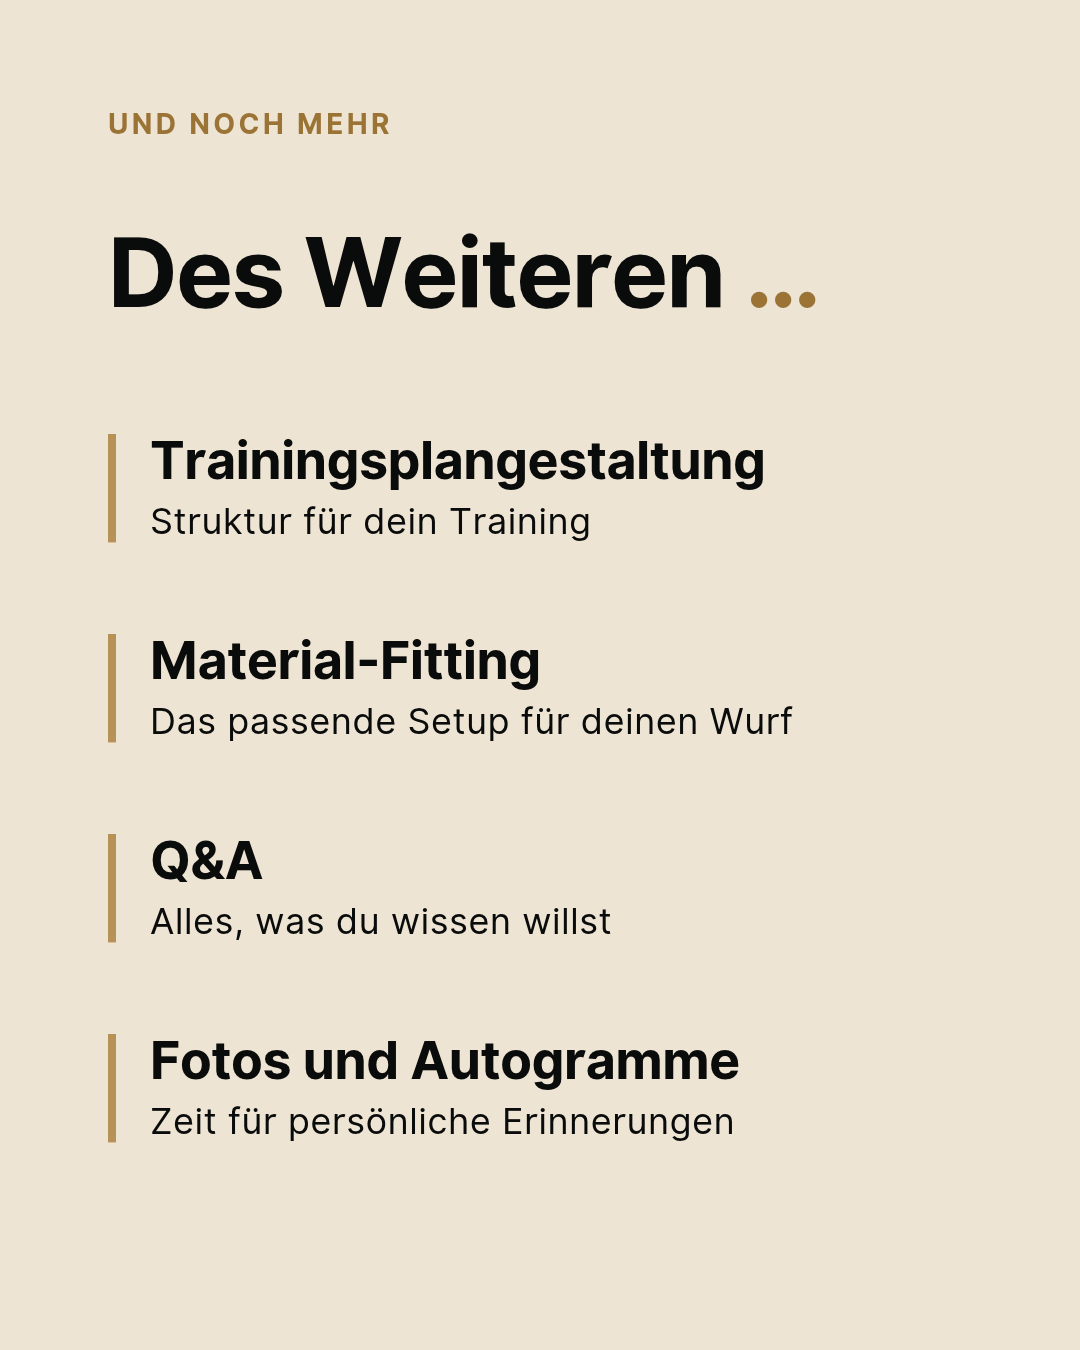 UND NOCH MEHR
Des Weiteren ...
Trainingsplangestaltung
Struktur für dein Training
Material-Fitting
Das passende Setup für deinen Wurf
Q&A
Alles, was du wissen willst
Fotos und Autogramme
Zeit für persönliche Erinnerungen